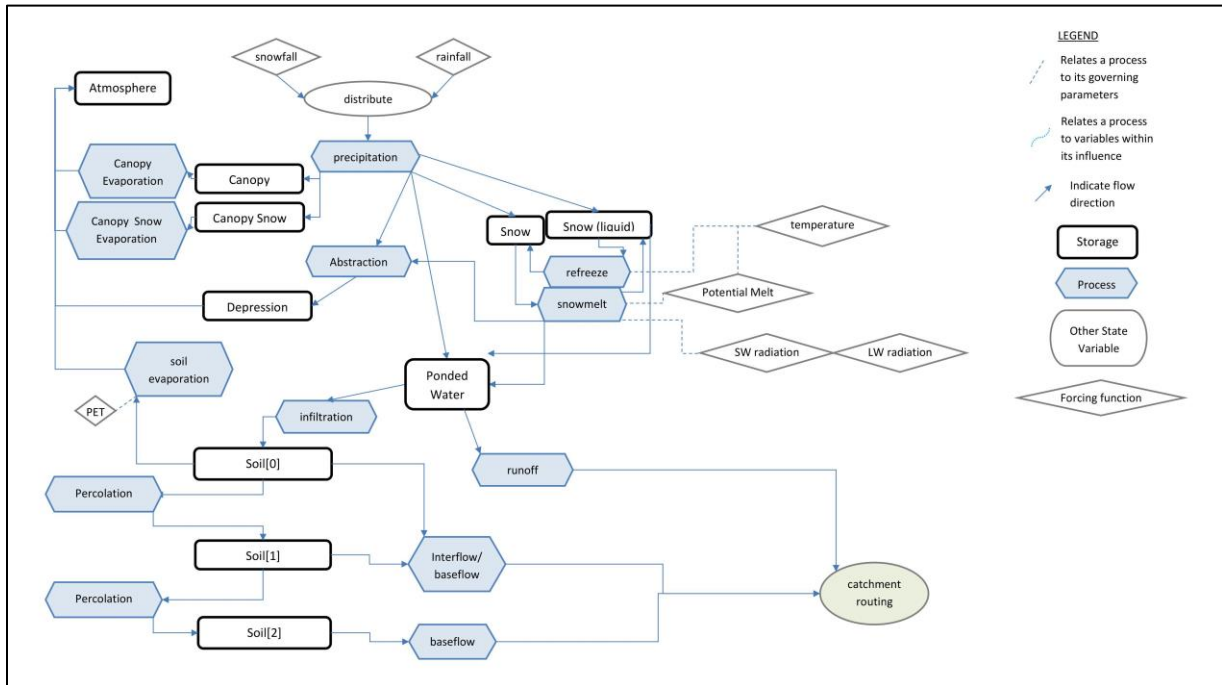 snowfall
rainfall
distribute
Atmosphere
precipitation
Canopy
Evaporation
Canopy
Canopy Snow
Evaporation
Canopy Snow
Snow
Snow (liquid)
temperature
Abstraction
refreeze
snowmelt
Potential Melt
Depression
SW radiation
LW radiation
soil
evaporation
Ponded
Water
PET
infiltration
Soil[0]
runoff
Percolation
Soil[1]
Interflow/
baseflow
Percolation
catchment
routing
Soil[2]
baseflow
LEGEND
Relates a process
to its governing
parameters
Relates a process
to variables within
its influence
Indicate flow
direction
Storage
Process
Other State
Variable
Forcing function